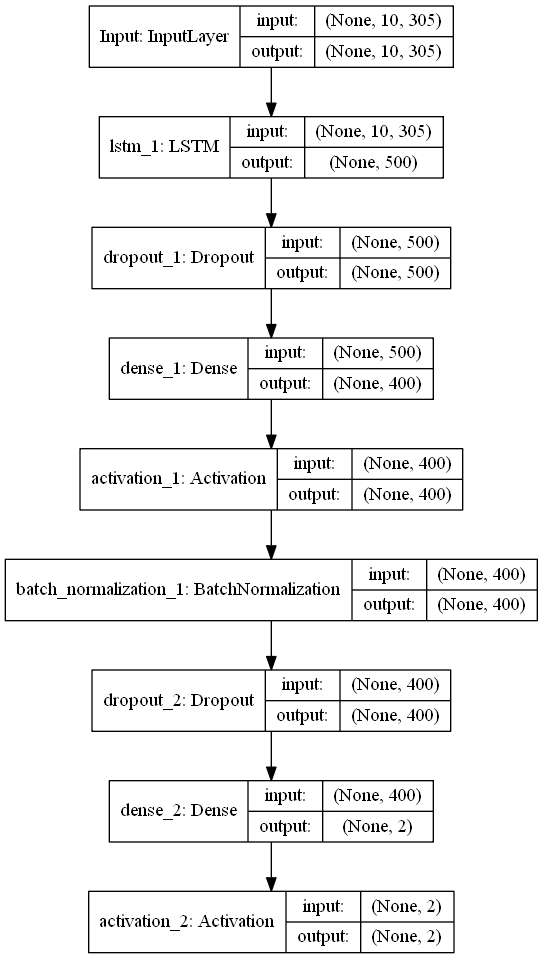 Input: InputLayer
input: (None, 10, 305)
output: (None, 10, 305)
lstm_1: LSTM
input: (None, 10, 305)
output: (None, 500)
dropout_1: Dropout
input: (None, 500)
output: (None, 500)
dense_1: Dense
input: (None, 500)
output: (None, 400)
activation_1: Activation
input: (None, 400)
output: (None, 400)
batch_normalization_1: BatchNormalization
input: (None, 400)
output: (None, 400)
dropout_2: Dropout
input: (None, 400)
output: (None, 400)
dense_2: Dense
input: (None, 400)
output: (None, 2)
activation_2: Activation
input: (None, 2)
output: (None, 2)